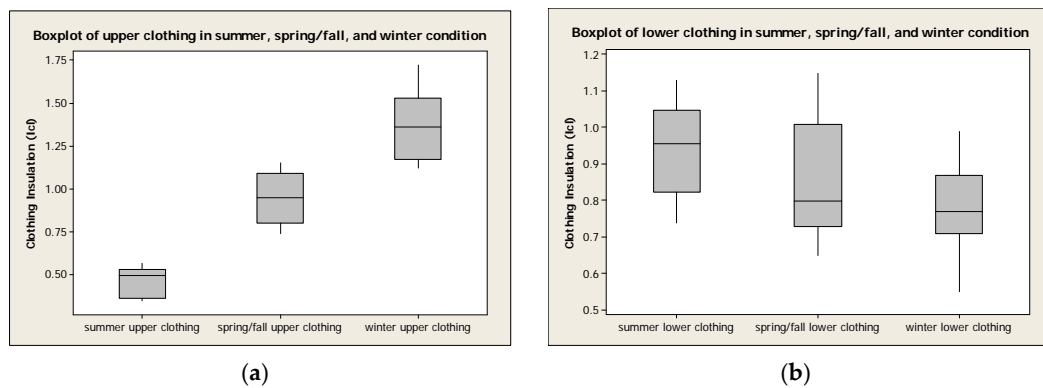 Boxplot of upper clothing in summer, spring/fall, and winter condition
Clothing Insulation (Icl)
1.75
1.50
1.25
1.00
0.75
0.50
summer upper clothing spring/fall upper clothing winter upper clothing
(a)
Boxplot of lower clothing in summer, spring/fall, and winter condition
Clothing Insulation (Icl)
1.2
1.1
1.0
0.9
0.8
0.7
0.6
0.5
summer lower clothing spring/fall lower clothing winter lower clothing
(b)